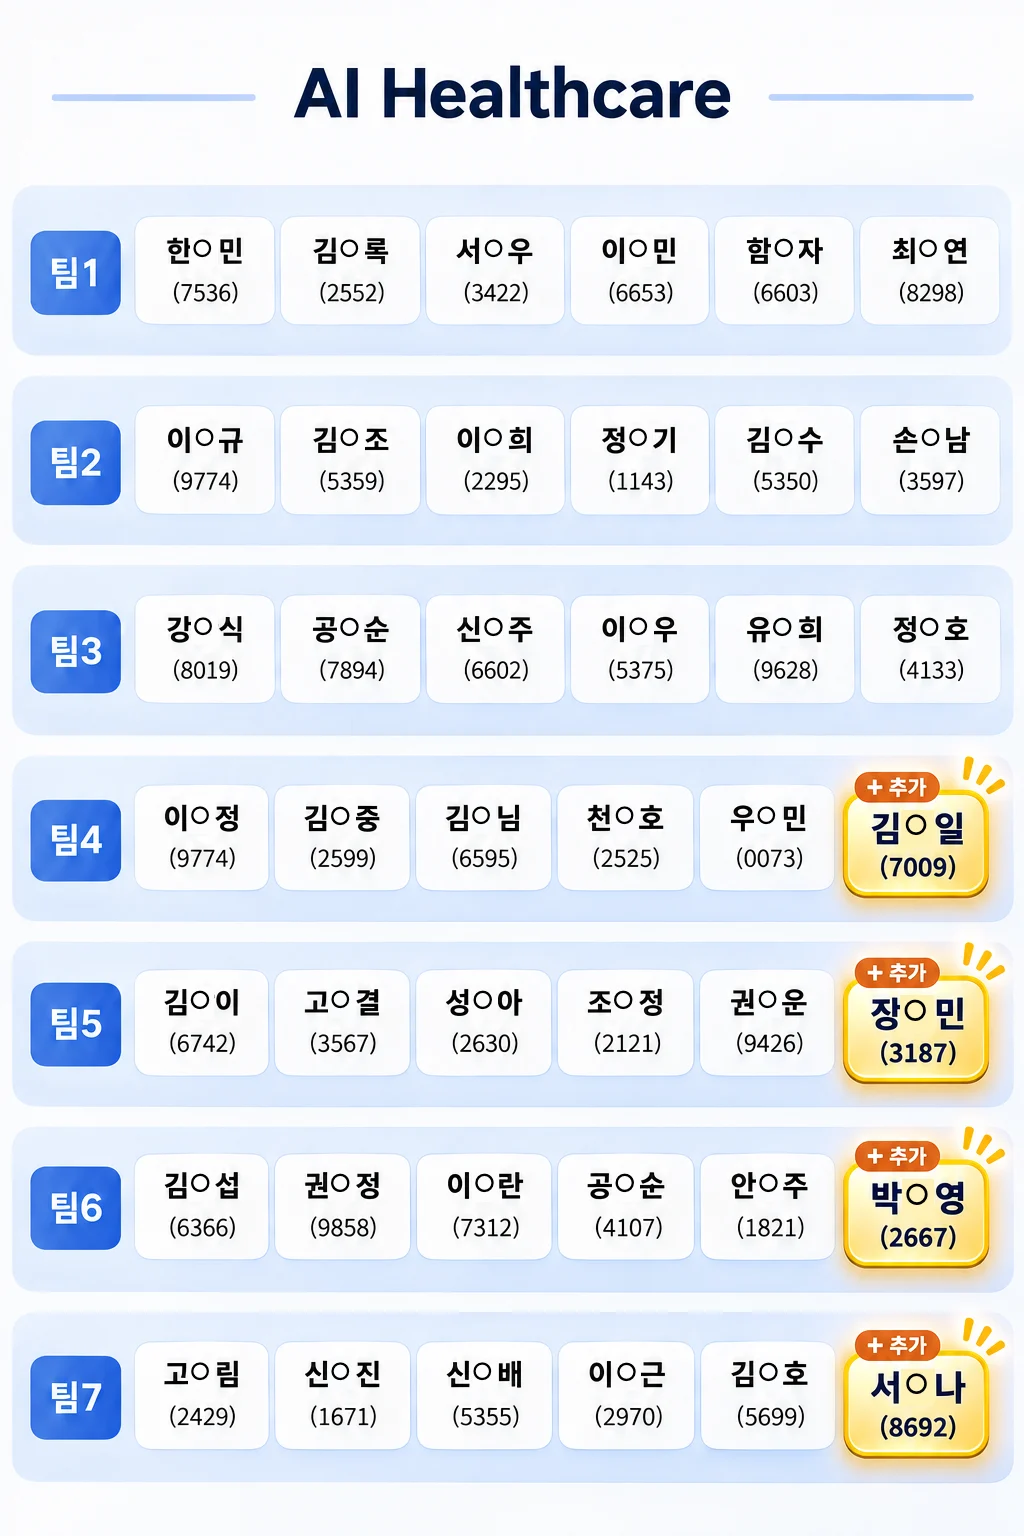 AI Healthcare
팀1
한○민 김○록 서○우 이○민 함○자 최○연
(7536) (2552) (3422) (6653) (6603) (8298)
팀2
이○규 김○조 이○희 정○기 김○수 손○남
(9774) (5359) (2295) (1143) (5350) (3597)
팀3
강○식 공○순 신○주 이○우 유○희 정○호
(8019) (7894) (6602) (5375) (9628) (4133)
팀4
+ 추가
이○정 김○중 김○님 천○호 우○민 김○일
(9774) (2599) (6595) (2525) (0073) (7009)
팀5
+ 추가
김○이 고○결 성○아 조○정 권○운 장○민
(6742) (3567) (2630) (2121) (9426) (3187)
팀6
+ 추가
김○섭 권○정 이○란 공○순 안○주 박○영
(6366) (9858) (7312) (4107) (1821) (2667)
팀7
+ 추가
고○림 신○진 신○배 이○근 김○호 서○나
(2429) (1671) (5355) (2970) (5699) (8692)